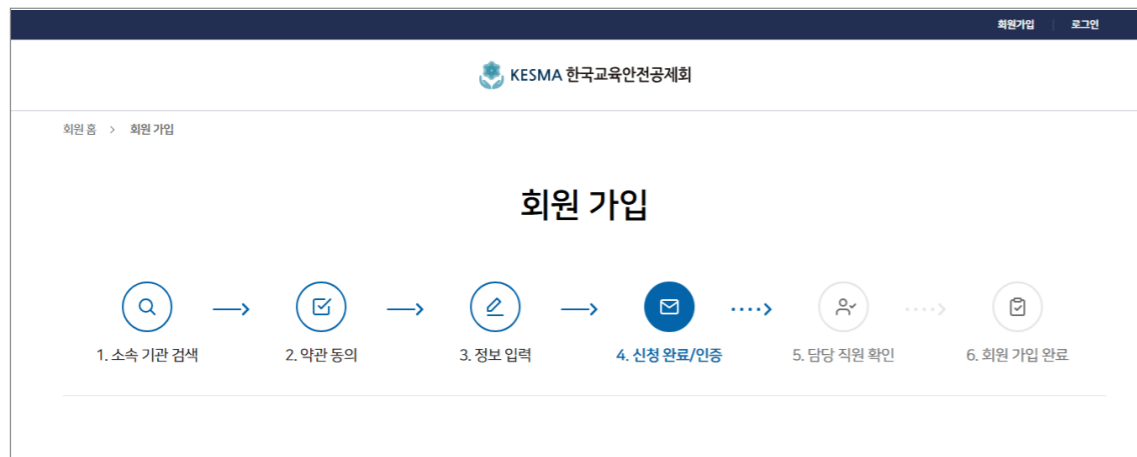 회원가입 로그인
KESMA 한국교육안전공제회
회원 홈 > 회원 가입
회원 가입
1. 소속 기관 검색 2. 약관 동의 3. 정보 입력 4. 신청 완료/인증 5. 담당 직원 확인 6. 회원 가입 완료